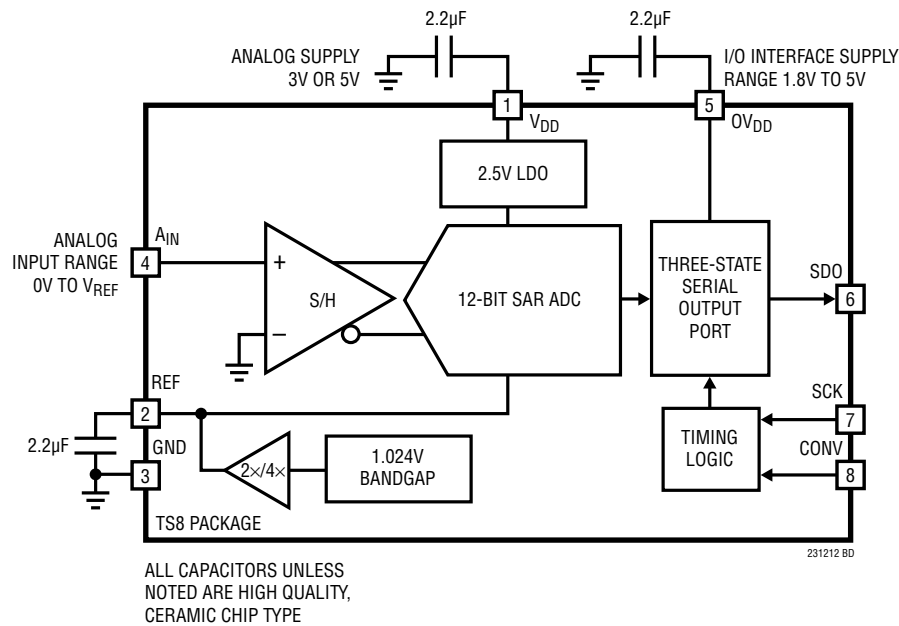 2.2µF
2.2µF
ANALOG SUPPLY
3V OR 5V
I/O INTERFACE SUPPLY
RANGE 1.8V TO 5V
1
VDD
5
OVDD
2.5V LDO
ANALOG
INPUT RANGE
0V TO VREF
4
AIN
+
S/H
–
12-BIT SAR ADC
THREE-STATE
SERIAL
OUTPUT
PORT
SDO
6
REF
2
2.2µF
GND
3
2×/4×
1.024V
BANDGAP
TIMING
LOGIC
SCK
7
CONV
8
TS8 PACKAGE
231212 BD
ALL CAPACITORS UNLESS
NOTED ARE HIGH QUALITY,
CERAMIC CHIP TYPE